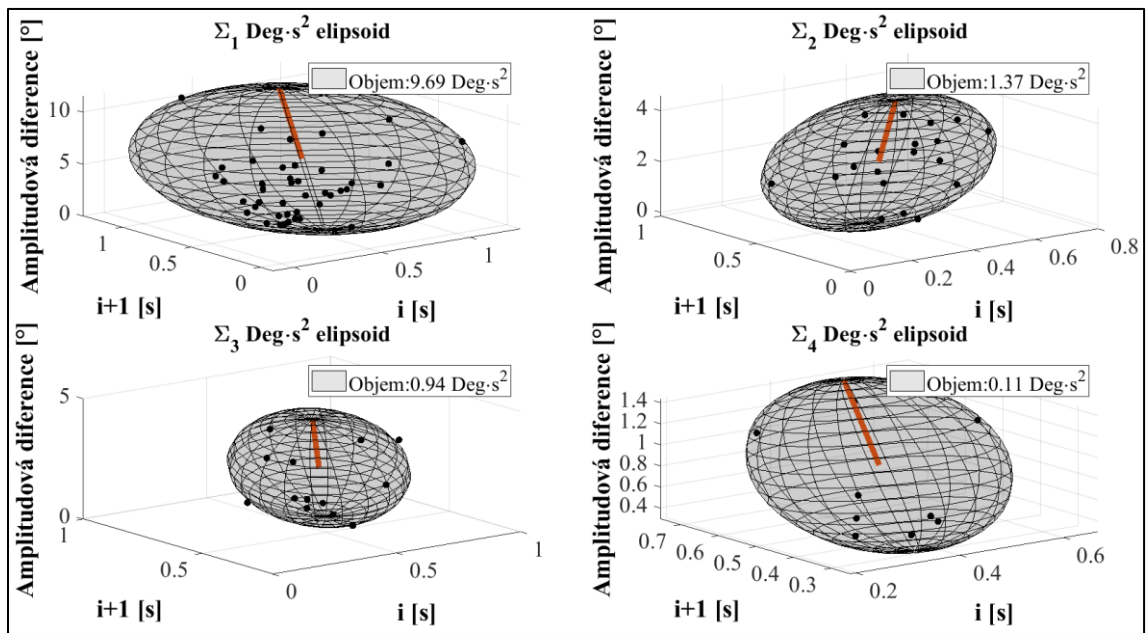 Σ1 Deg·s² elipsoid
Objem:9.69 Deg·s²
Amplitudová diference [°]
10
5
0
1
0.5
0
0
0.5
1
i+1 [s]
i [s]
Σ2 Deg·s² elipsoid
Objem:1.37 Deg·s²
Amplitudová diference [°]
4
2
0
1
0.5
0
0
0.2
0.4
0.6
0.8
i+1 [s]
i [s]
Σ3 Deg·s² elipsoid
Objem:0.94 Deg·s²
Amplitudová diference [°]
5
0
1
0.5
0
0.5
1
i+1 [s]
i [s]
Σ4 Deg·s² elipsoid
Objem:0.11 Deg·s²
Amplitudová diference [°]
1.4
1.2
1
0.8
0.6
0.4
0.7
0.6
0.5
0.4
0.3
0.2
0.4
0.6
i+1 [s]
i [s]